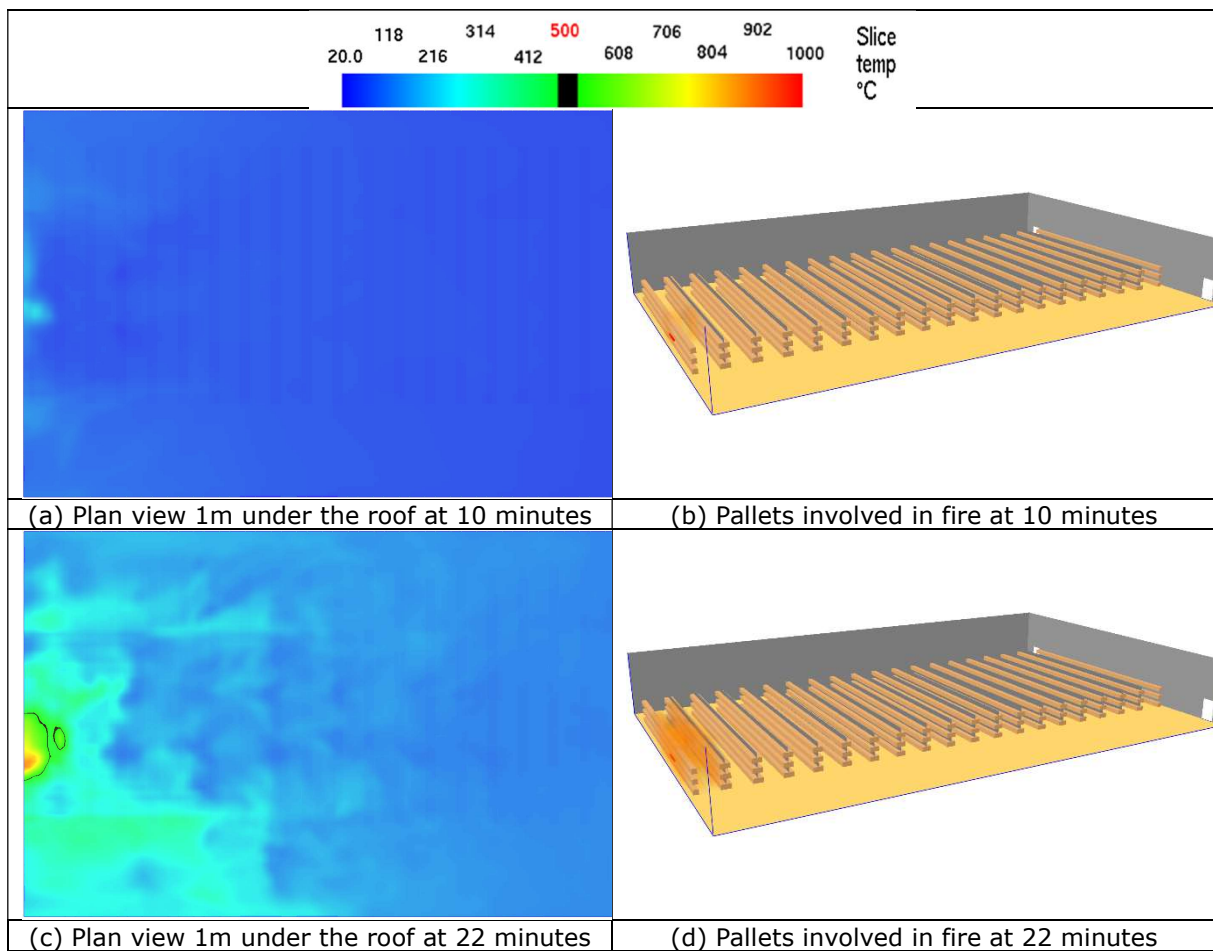 118 314 500 706 902
20.0 216 412 608 804 1000
Slice
temp
°C
(a) Plan view 1m under the roof at 10 minutes
(b) Pallets involved in fire at 10 minutes
(c) Plan view 1m under the roof at 22 minutes
(d) Pallets involved in fire at 22 minutes